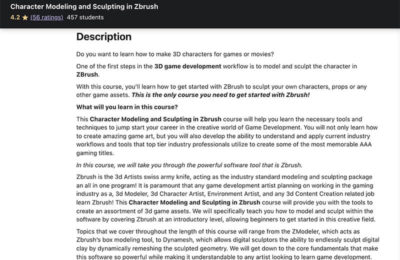 Character Modeling and Sculpting in Zbrush
4.2 ★ (56 ratings) 457 students
Description
Do you want to learn how to make 3D characters for games or movies?
One of the first steps in the 3D game development workflow is to model and sculpt the character in
ZBrush.
With this course, you'll learn how to get started with ZBrush to sculpt your own characters, props or any
other game assets. This is the only course you need to get started with Zbrush!
What will you learn in this course?
This Character Modeling and Sculpting in Zbrush course will help you learn the necessary tools and
techniques to jump start your career in the creative world of Game Development. You will not only learn
how to create amazing game art, but you will also develop the ability to understand and apply current industry
workflows and tools that top tier industry professionals utilize to create some of the most memorable AAA
gaming titles.
In this course, we will take you through the powerful software tool that is Zbrush.
Zbrush is the 3d Artists swiss army knife, acting as the industry standard modeling and sculpting package
an all in one program! It is paramount that any game development artist planning on working in the gaming
industry as a, 3d Modeler, 3d Character Artist, Environment Artist, and any 3d Content Creation related job
learn Zbrush! This Character Modeling and Sculpting in Zbrush course will provide you with the tools to
create an assortment of 3d game assets. We will specifically teach you how to model and sculpt within the
software by covering Zbrush at an introductory level, allowing beginners to get started in this creative field.
Topics that we cover throughout the length of this course will range from the ZModeler, which acts as
Zbrush's box modeling tool, to Dynamesh, which allows digital sculptors the ability to endlessly sculpt digital
clay by dynamically remeshing the sculpted geometry. We will get down to the core fundamentals that make
this software so powerful while making it understandable to any artist looking to learn game development.